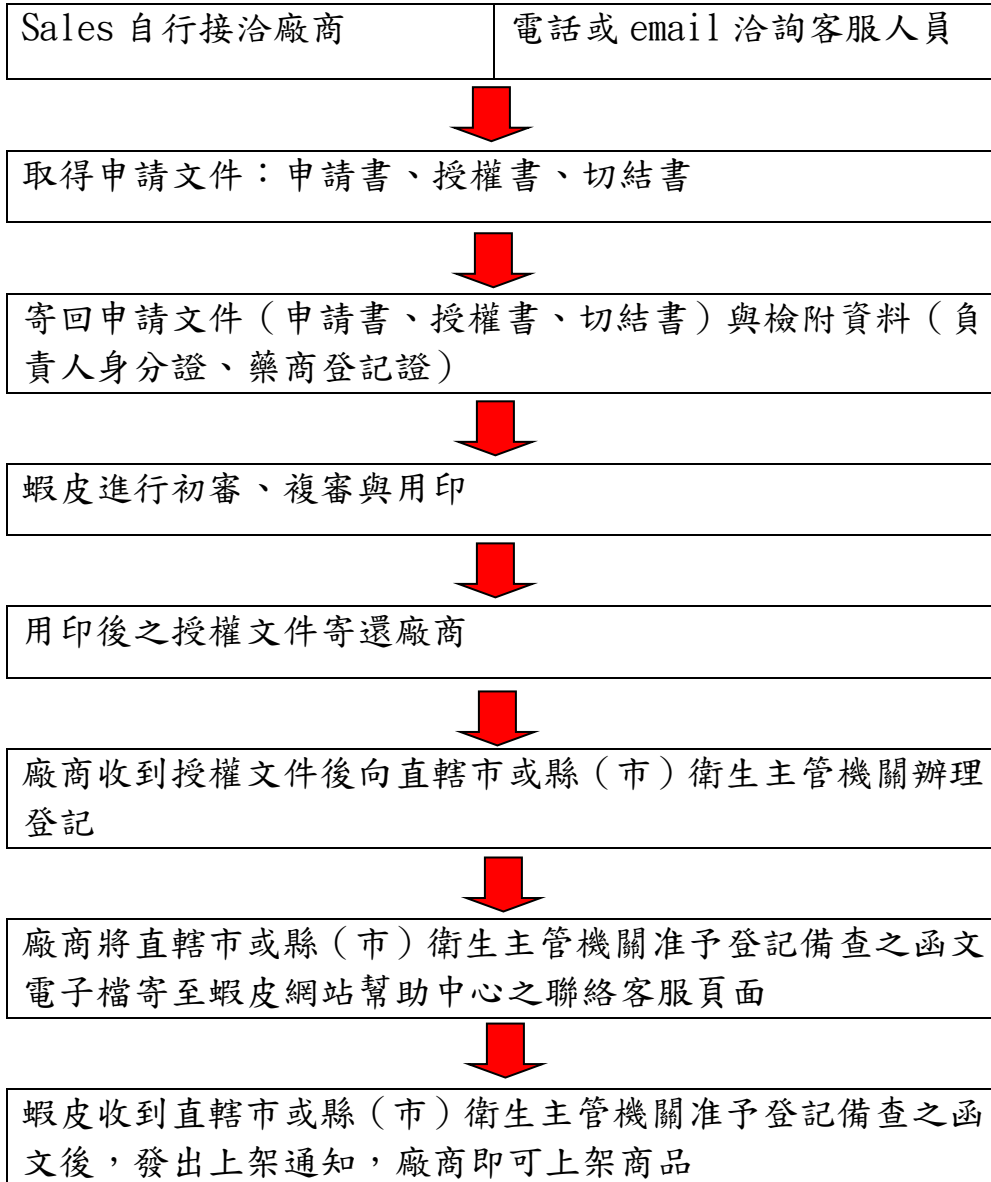 Sales 自行接洽廠商
電話或 email 洽詢客服人員
取得申請文件：申請書、授權書、切結書
寄回申請文件（申請書、授權書、切結書）與檢附資料（負
責人身分證、藥商登記證）
蝦皮進行初審、複審與用印
用印後之授權文件寄還廠商
廠商收到授權文件後向直轄市或縣（市）衛生主管機關辦理
登記
廠商將直轄市或縣（市）衛生主管機關准予登記備查之函文
電子檔寄至蝦皮網站幫助中心之聯絡客服頁面
蝦皮收到直轄市或縣（市）衛生主管機關准予登記備查之函
文後，發出上架通知，廠商即可上架商品